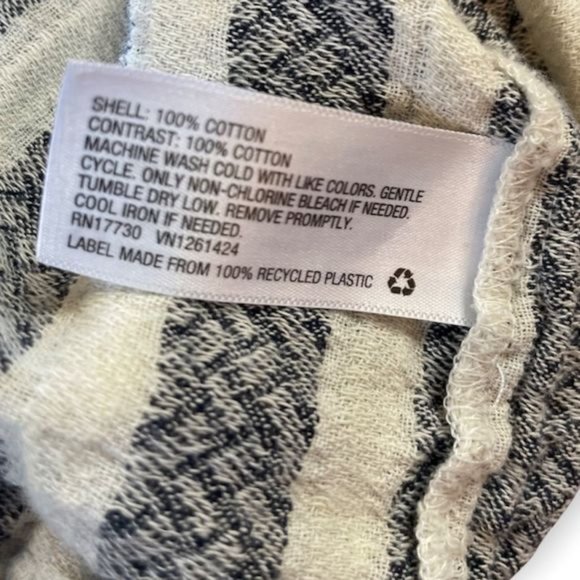 SHELL: 100% COTTON
CONTRAST: 100% COTTON
MACHINE WASH COLD WITH LIKE COLORS. GENTLE
CYCLE. ONLY NON-CHLORINE BLEACH IF NEEDED.
TUMBLE DRY LOW. REMOVE PROMPTLY.
COOL IRON IF NEEDED.
RN17730 VN1261424
LABEL MADE FROM 100% RECYCLED PLASTIC